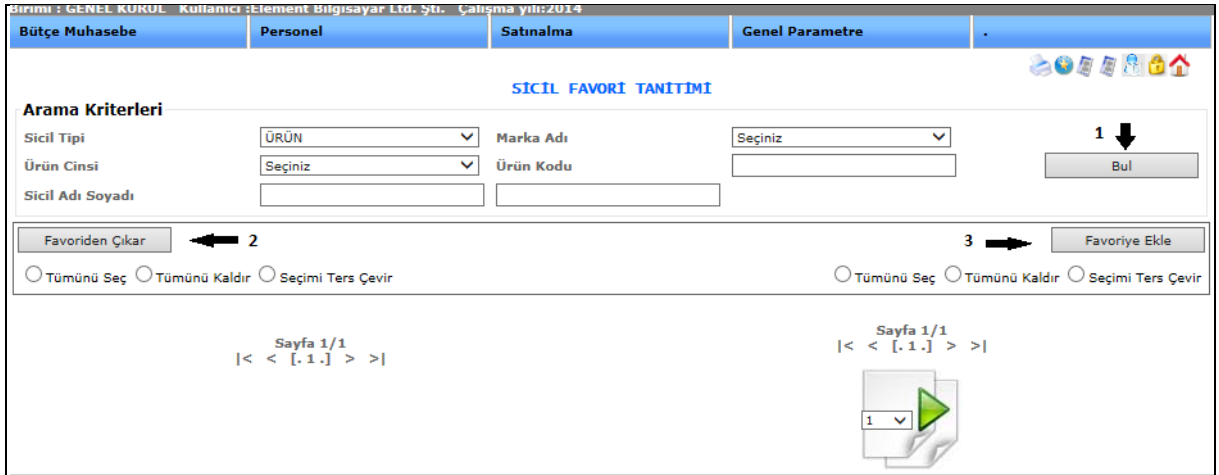 Birimi : GENEL KURUL Kullanıcı :Element Bilgisayar Ltd. Şti. Çalışma yılı:2014
Bütçe Muhasebe Personel Satınalma Genel Parametre .
SİCİL FAVORİ TANITIMI
Arama Kriterleri
Sicil Tipi ÜRÜN Marka Adı Seçiniz 1
Ürün Cinsi Seçiniz Ürün Kodu Bul
Sicil Adı Soyadı
Favoriden Çıkar 2 3 Favoriye Ekle
Tümünü Seç Tümünü Kaldır Seçimi Ters Çevir Tümünü Seç Tümünü Kaldır Seçimi Ters Çevir
Sayfa 1/1 Sayfa 1/1
|< < [. 1 .] > >| |< < [. 1 .] > >|
1